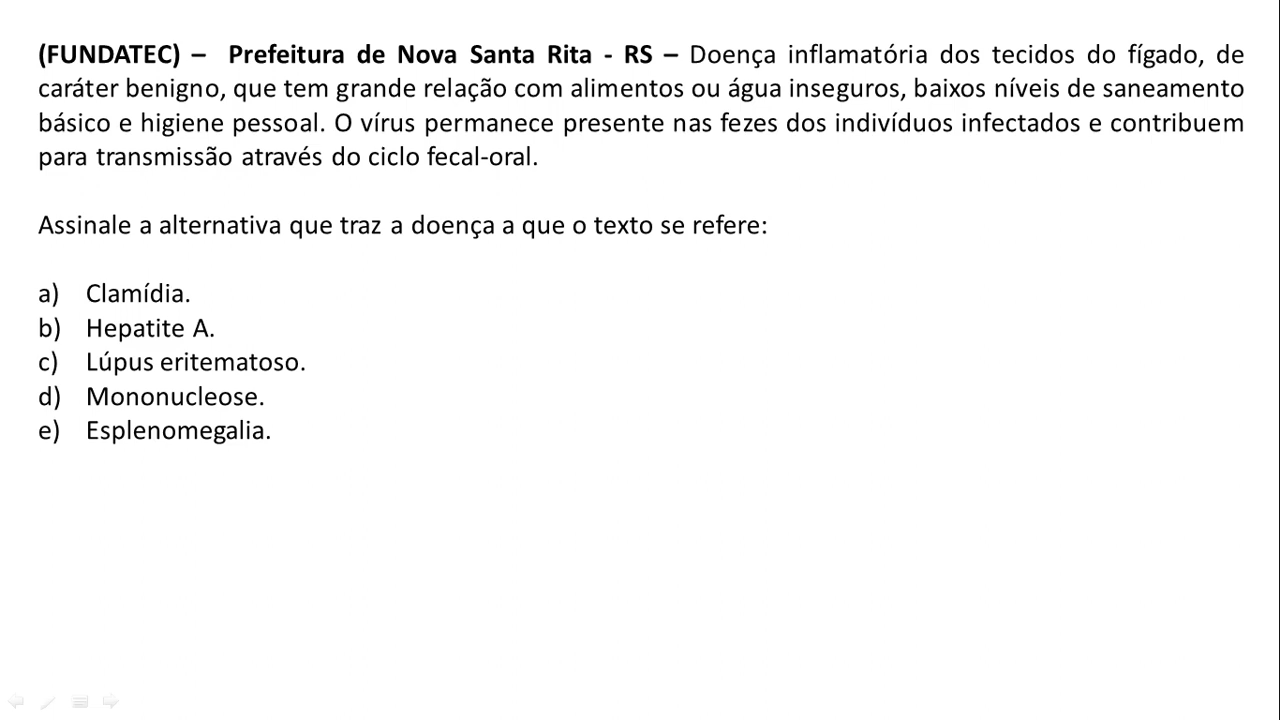 (FUNDATEC) – Prefeitura de Nova Santa Rita - RS – Doença inflamatória dos tecidos do fígado, de
caráter benigno, que tem grande relação com alimentos ou água inseguros, baixos níveis de saneamento
básico e higiene pessoal. O vírus permanece presente nas fezes dos indivíduos infectados e contribuem
para transmissão através do ciclo fecal-oral.
Assinale a alternativa que traz a doença a que o texto se refere:
a) Clamídia.
b) Hepatite A.
c) Lúpus eritematoso.
d) Mononucleose.
e) Esplenomegalia.